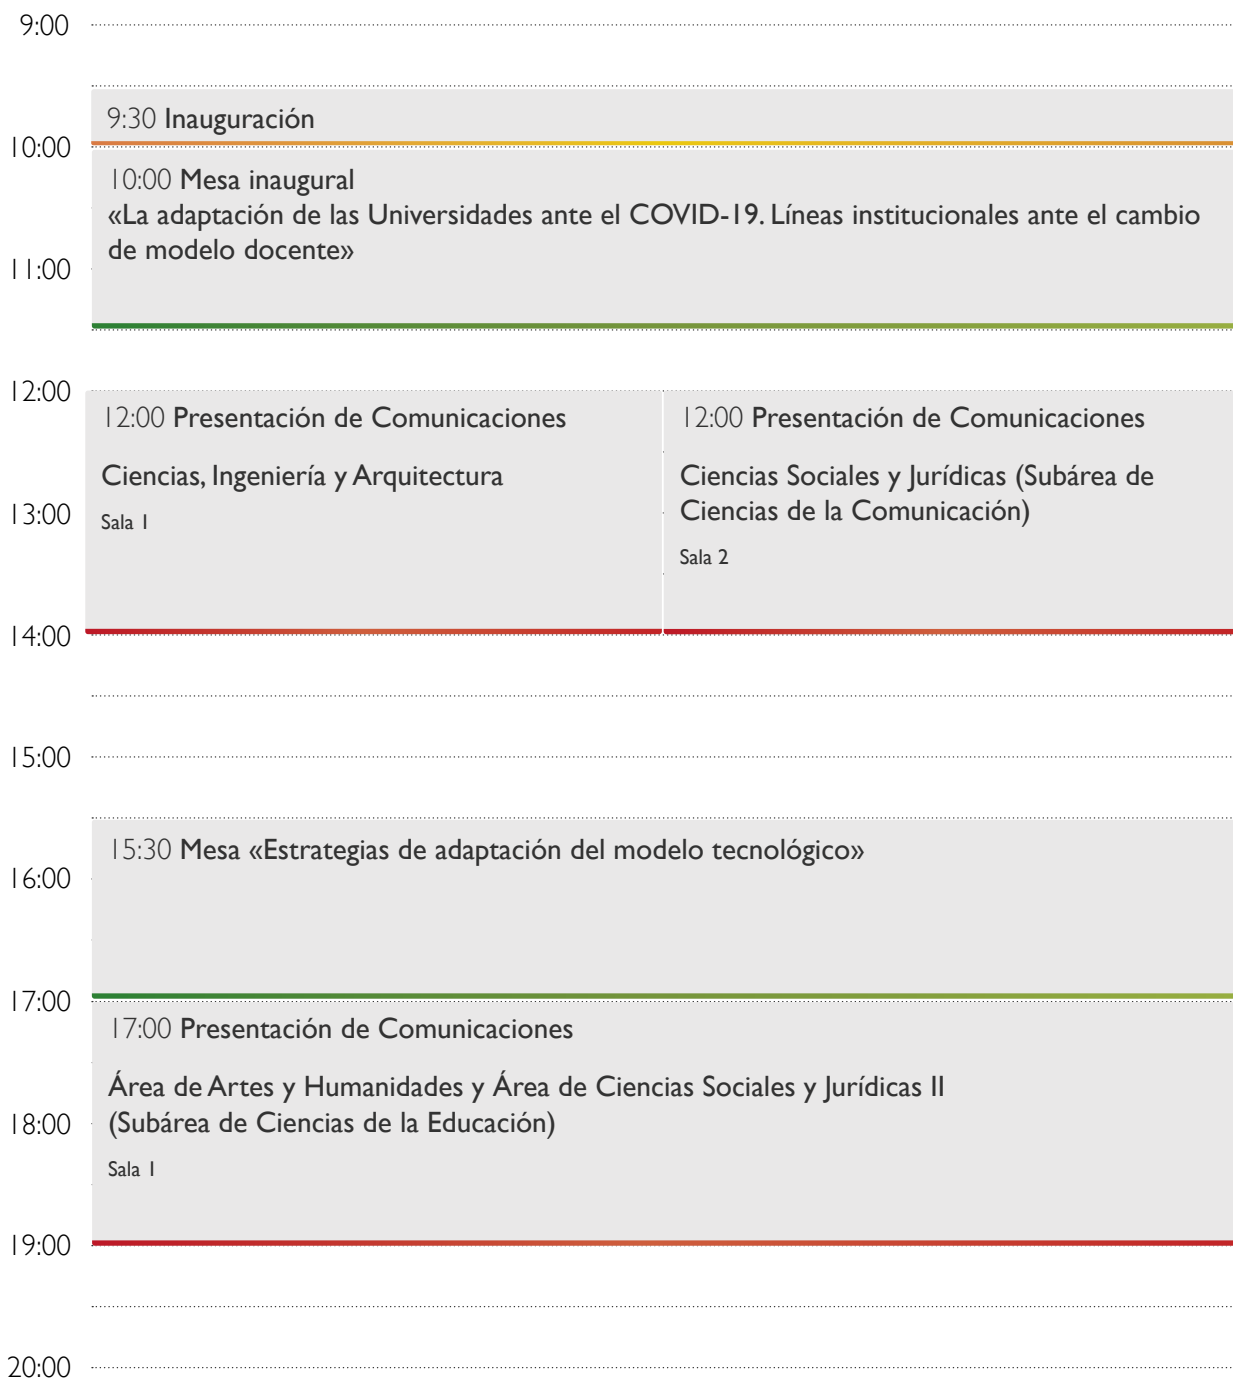 9:00
9:30 Inauguración
10:00
10:00 Mesa inaugural
«La adaptación de las Universidades ante el COVID-19. Líneas institucionales ante el cambio
de modelo docente»
11:00
12:00
12:00 Presentación de Comunicaciones
Ciencias, Ingeniería y Arquitectura
Sala 1
12:00 Presentación de Comunicaciones
Ciencias Sociales y Jurídicas (Subárea de
Ciencias de la Comunicación)
Sala 2
13:00
14:00
15:00
15:30 Mesa «Estrategias de adaptación del modelo tecnológico»
16:00
17:00
17:00 Presentación de Comunicaciones
Área de Artes y Humanidades y Área de Ciencias Sociales y Jurídicas II
(Subárea de Ciencias de la Educación)
18:00
Sala 1
19:00
20:00